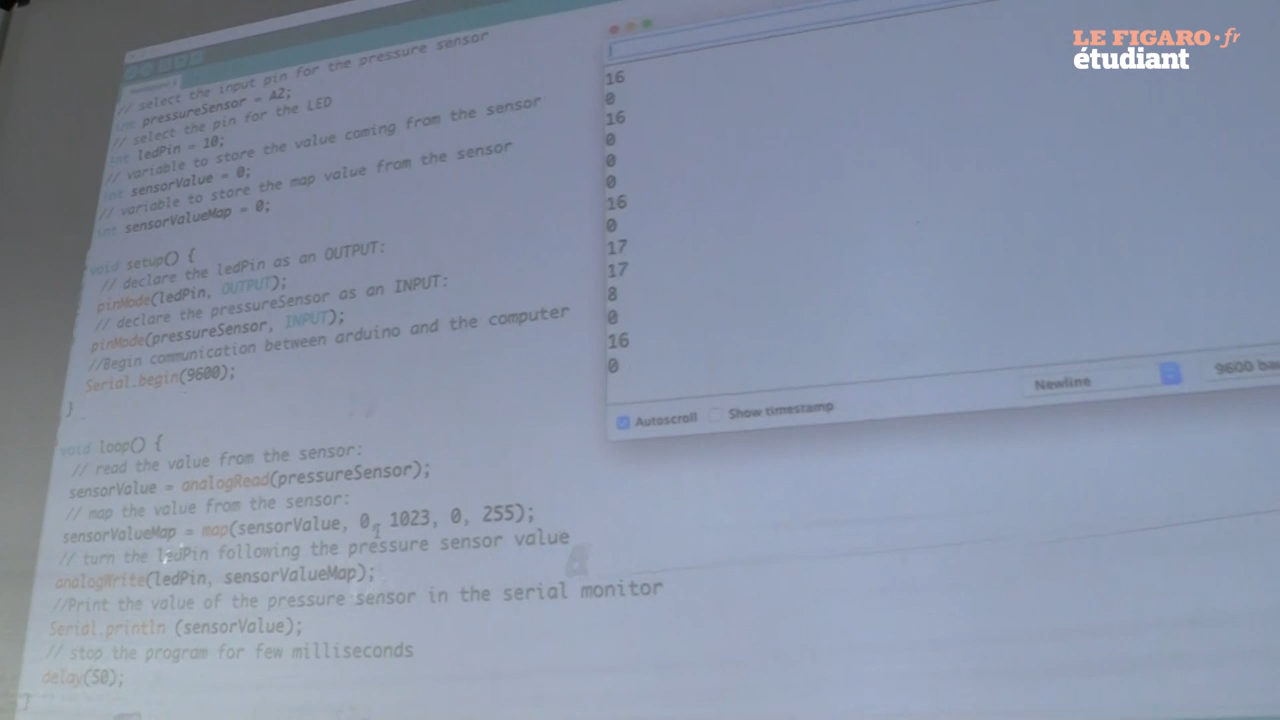 LE FIGARO·fr
étudiant
// select the input pin for the pressure sensor
int pressureSensor = A2;
// select the pin for the LED
int ledPin = 10;
// variable to store the value coming from the sensor
int sensorValue = 0;
// variable to store the map value from the sensor
int sensorValueMap = 0;
void setup() {
// declare the ledPin as an OUTPUT:
pinMode(ledPin, OUTPUT);
// declare the pressureSensor as an INPUT:
pinMode(pressureSensor, INPUT);
//Begin communication between arduino and the computer
Serial.begin(9600);
}
void loop() {
// read the value from the sensor:
sensorValue = analogRead(pressureSensor);
// map the value from the sensor:
sensorValueMap = map(sensorValue, 0, 1023, 0, 255);
// turn the ledPin following the pressure sensor value
analogWrite(ledPin, sensorValueMap);
//Print the value of the pressure sensor in the serial monitor
Serial.println (sensorValue);
// stop the program for few milliseconds
delay(50);
}
16
0
16
0
0
0
16
0
17
17
8
0
16
0
Autoscroll
Show timestamp
Newline
9600